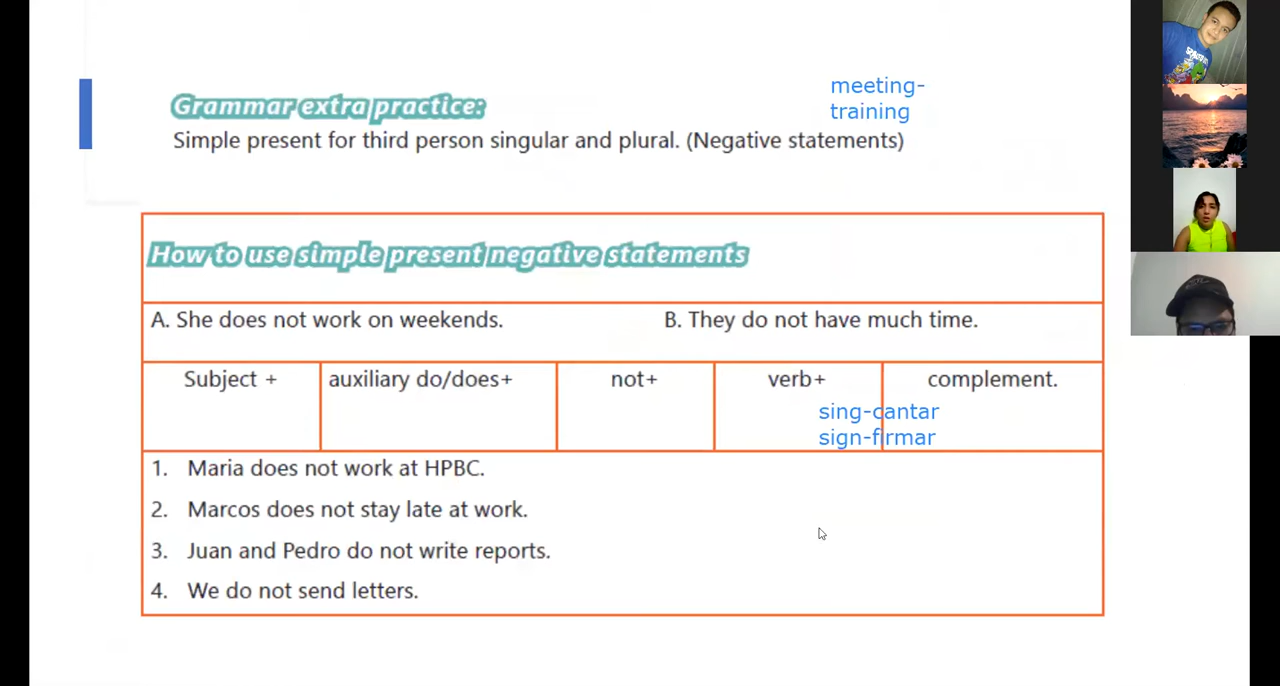 meeting-
training
Grammar extra practice:
Simple present for third person singular and plural. (Negative statements)
How to use simple present negative statements
A. She does not work on weekends. B. They do not have much time.
Subject + auxiliary do/does+ not+ verb+ complement.
sing-cantar
sign-firmar
1. Maria does not work at HPBC.
2. Marcos does not stay late at work.
3. Juan and Pedro do not write reports.
4. We do not send letters.